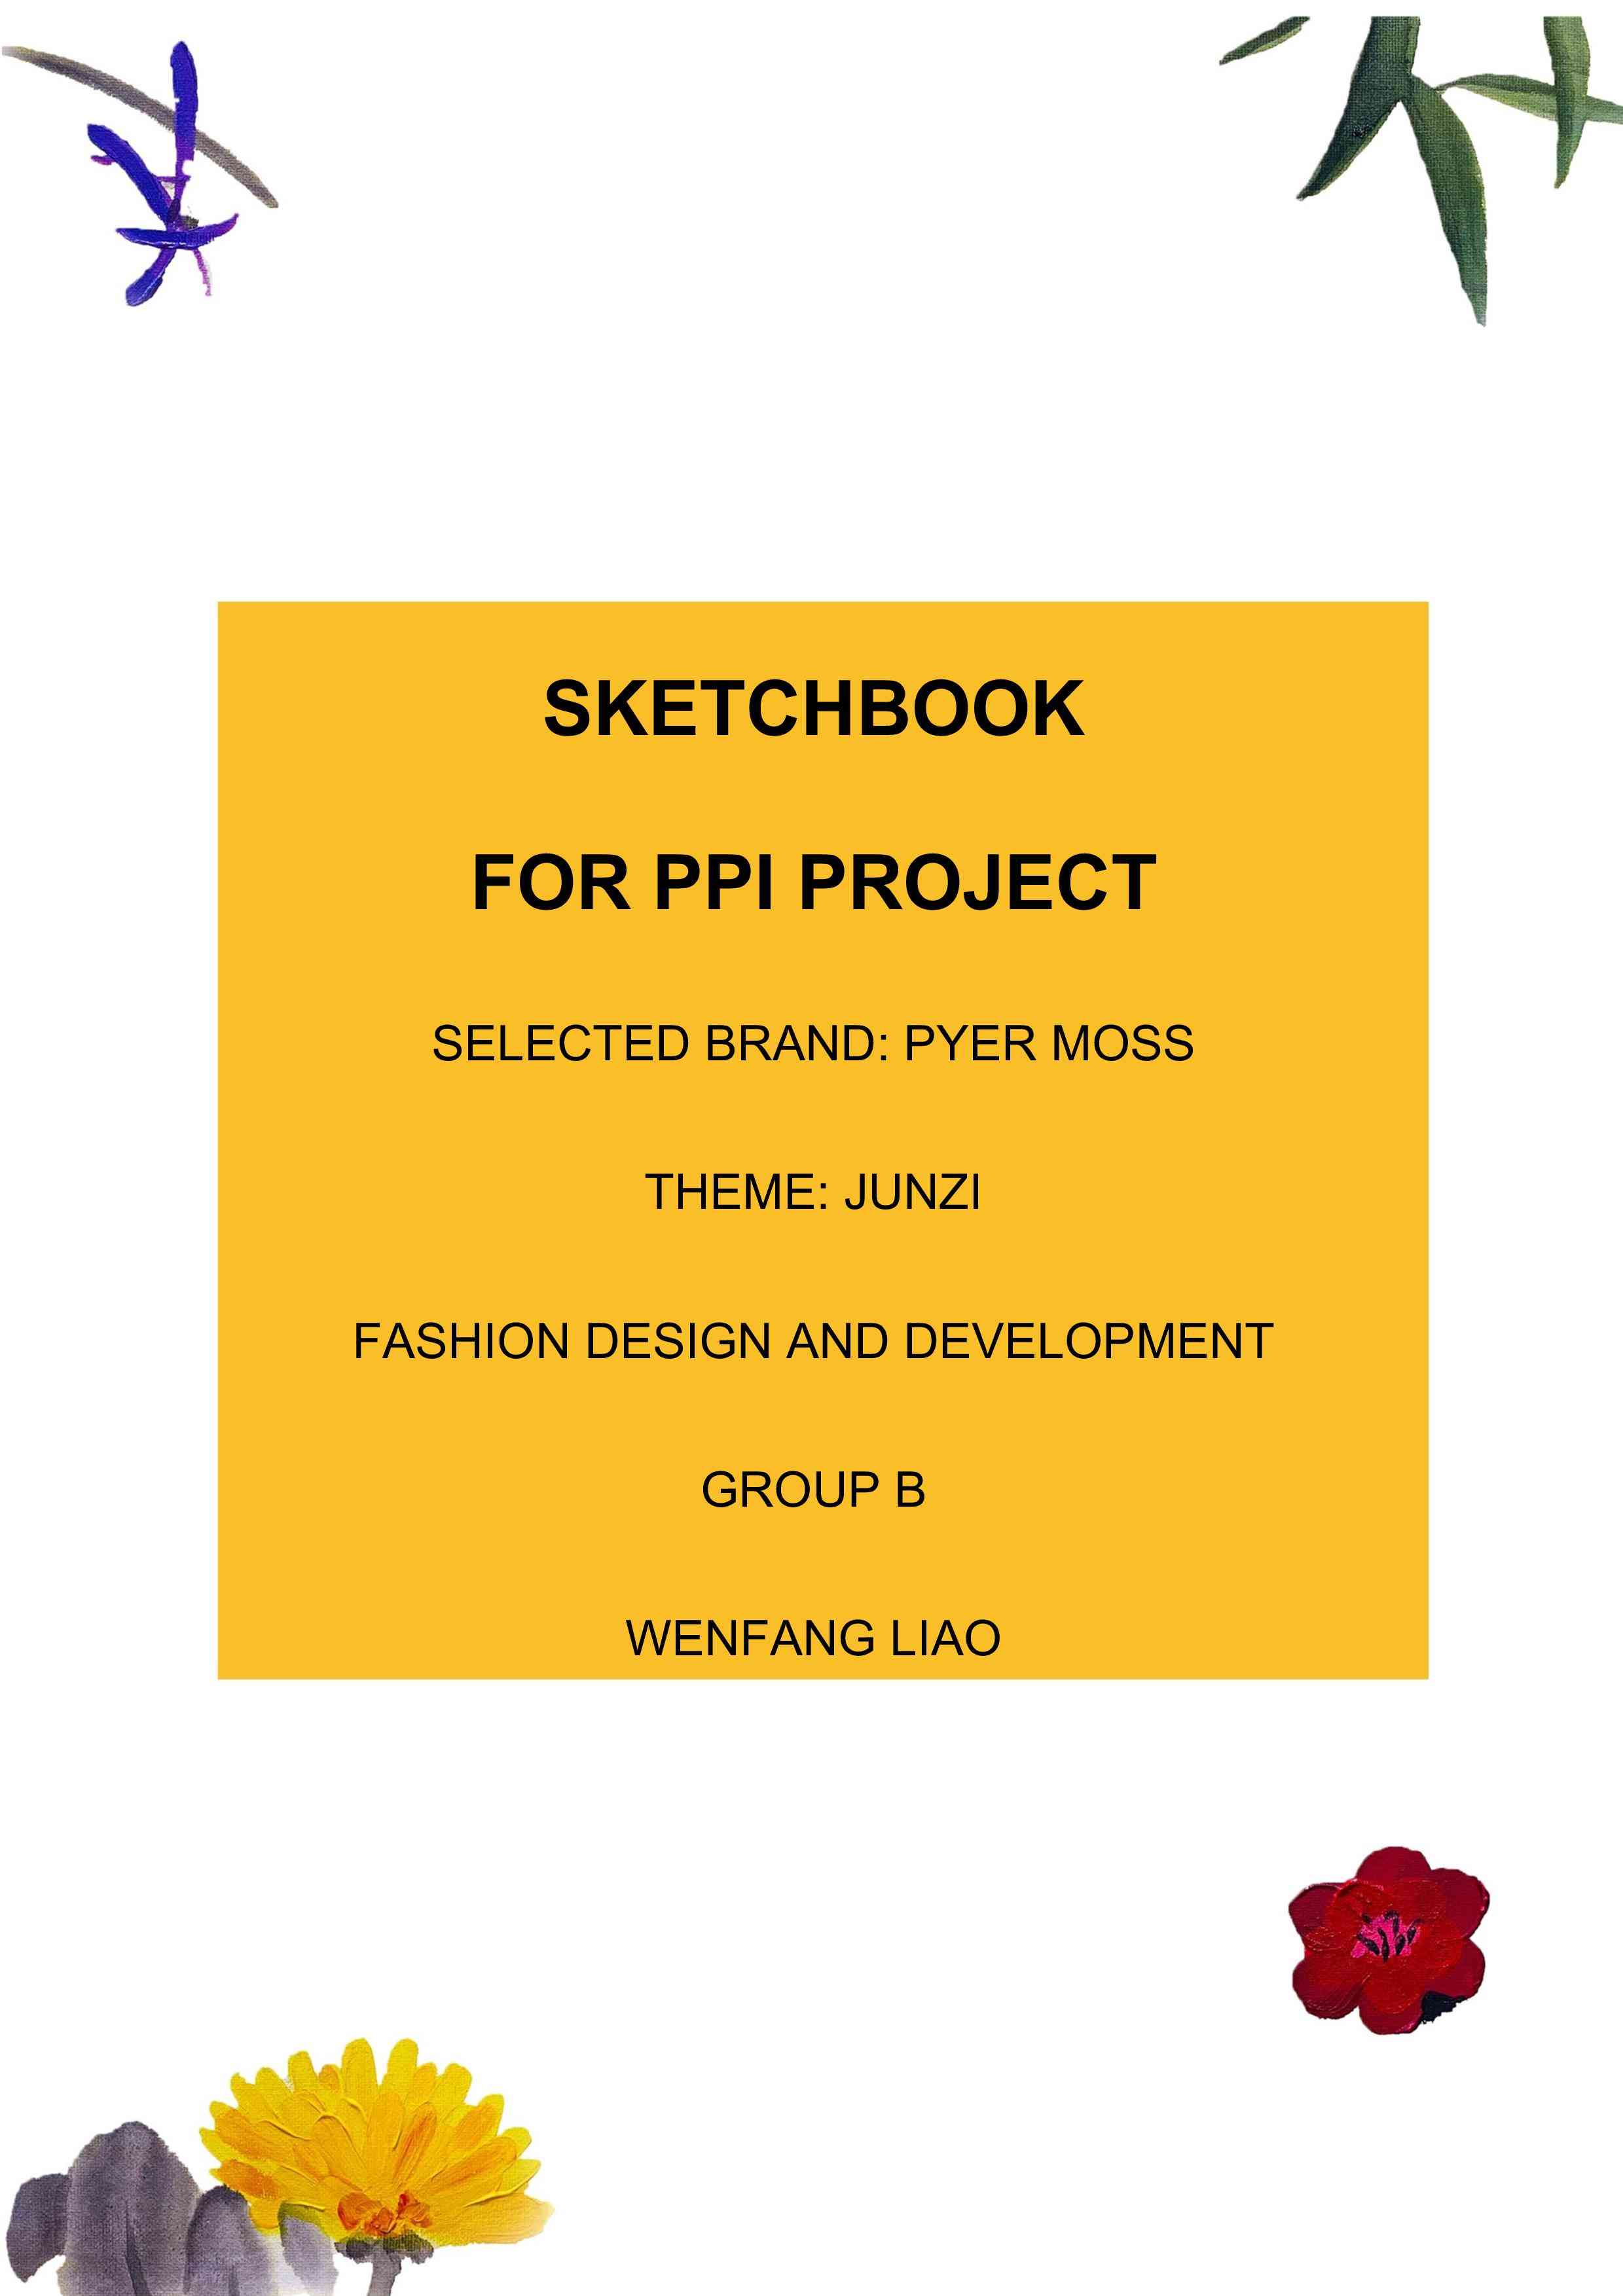 SKETCHBOOK
FOR PPI PROJECT
SELECTED BRAND: PYER MOSS
THEME: JUNZI
FASHION DESIGN AND DEVELOPMENT
GROUP B
WENFANG LIAO